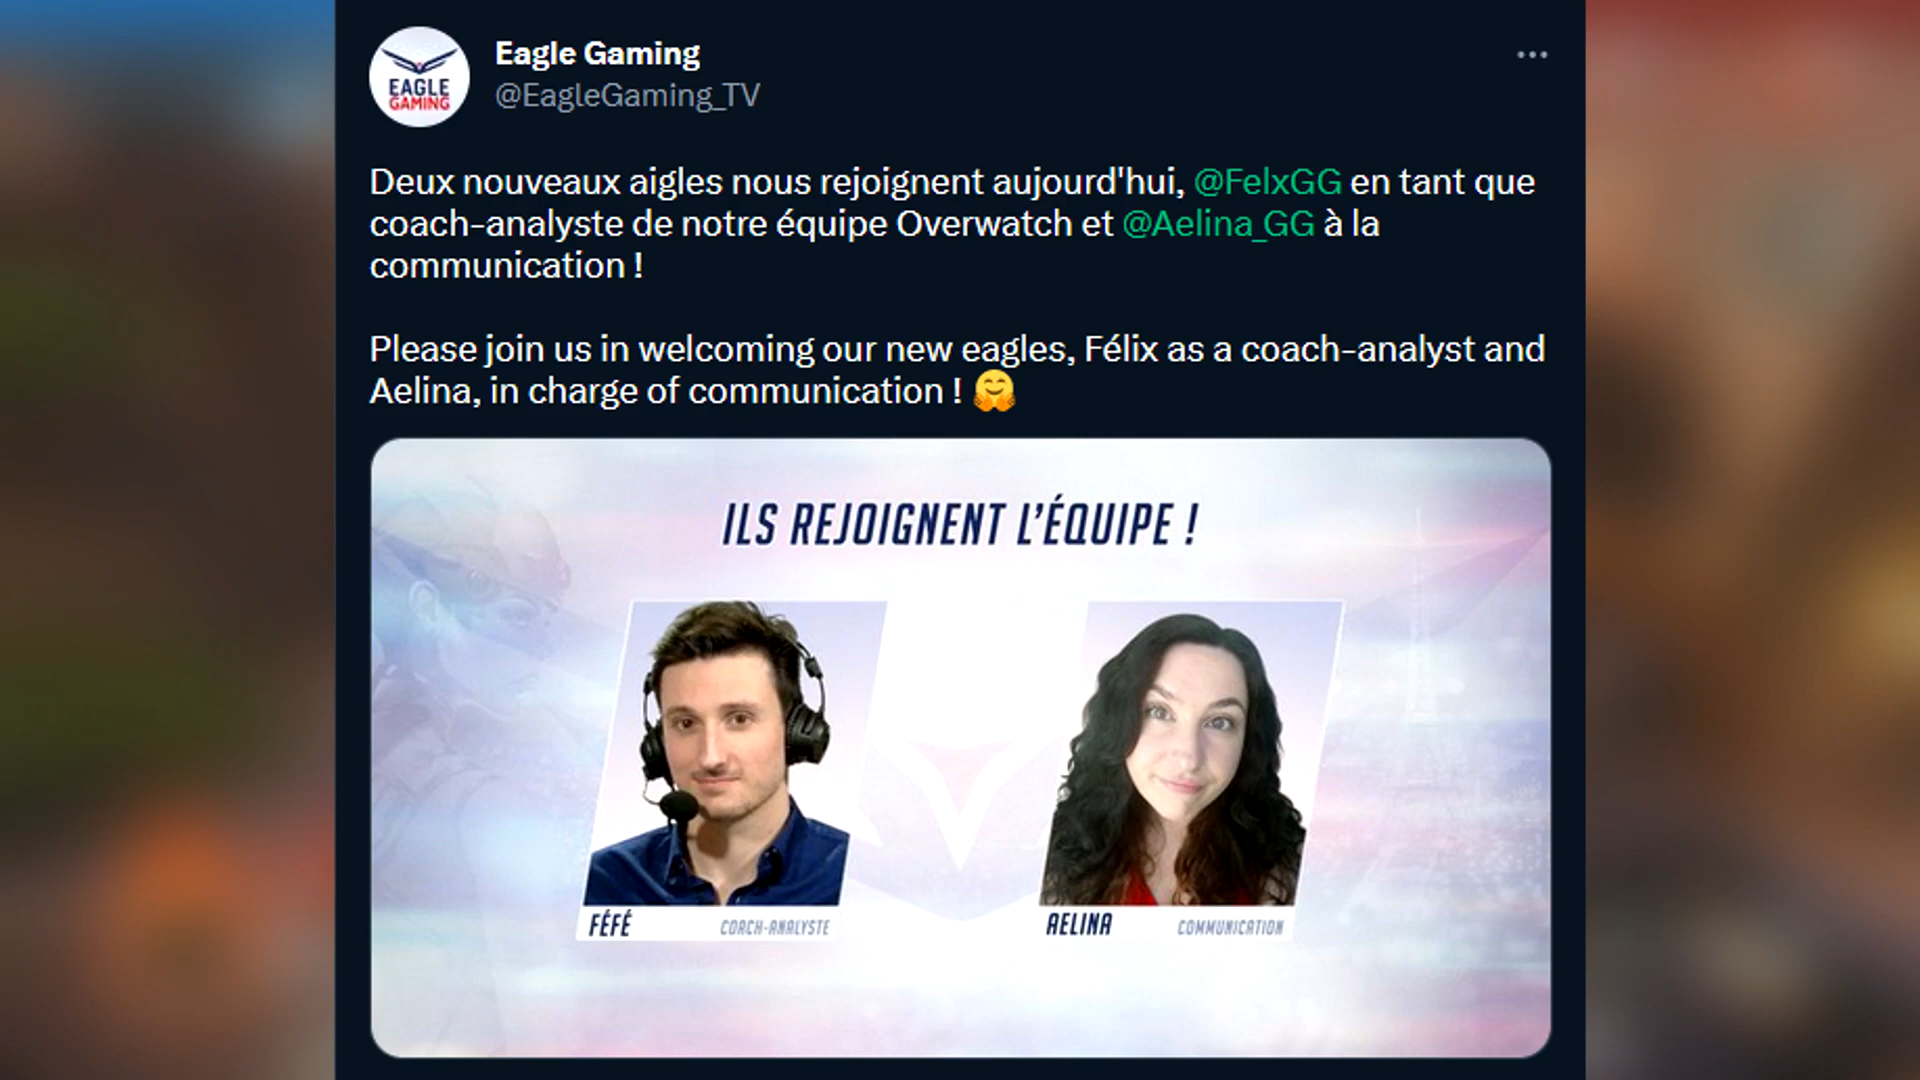 EAGLE
GAMING
Eagle Gaming
@EagleGaming_TV
Deux nouveaux aigles nous rejoignent aujourd'hui, @FelxGG en tant que
coach-analyste de notre équipe Overwatch et @Aelina_GG à la
communication !
Please join us in welcoming our new eagles, Félix as a coach-analyst and
Aelina, in charge of communication ! 🤗
ILS REJOIGNENT L'ÉQUIPE !
FÉFÉ COACH-ANALYSTE
AELINA COMMUNICATION